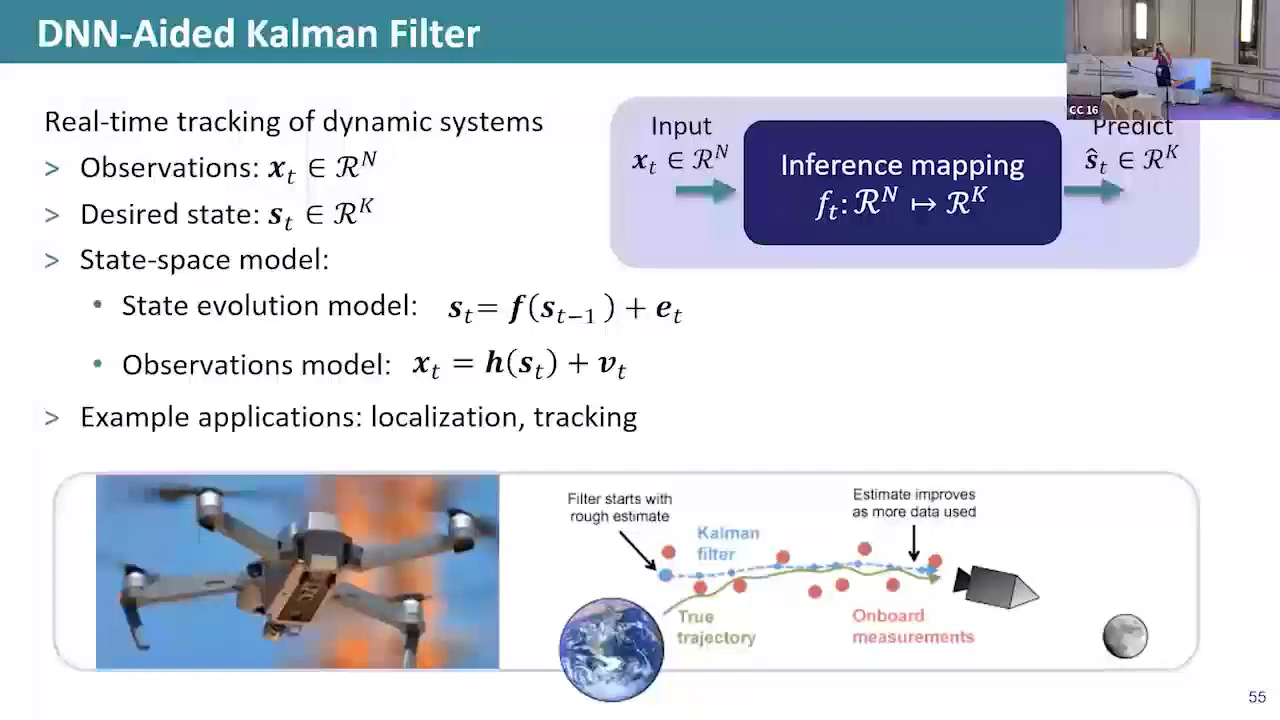 DNN-Aided Kalman Filter
CC 16
Real-time tracking of dynamic systems
> Observations: 𝒙ₜ ∈ ℛᴺ
> Desired state: 𝒔ₜ ∈ ℛᴷ
> State-space model:
• State evolution model: 𝒔ₜ= 𝒇(𝒔ₜ₋₁ ) + 𝒆ₜ
• Observations model: 𝒙ₜ = 𝒉(𝒔ₜ) + 𝒗ₜ
> Example applications: localization, tracking
Input
𝒙ₜ ∈ ℛᴺ
Inference mapping
𝑓ₜ: ℛᴺ ↦ ℛᴷ
Predict
𝒔̂ₜ ∈ ℛᴷ
Filter starts with
rough estimate
Kalman
filter
Estimate improves
as more data used
True
trajectory
Onboard
measurements
55